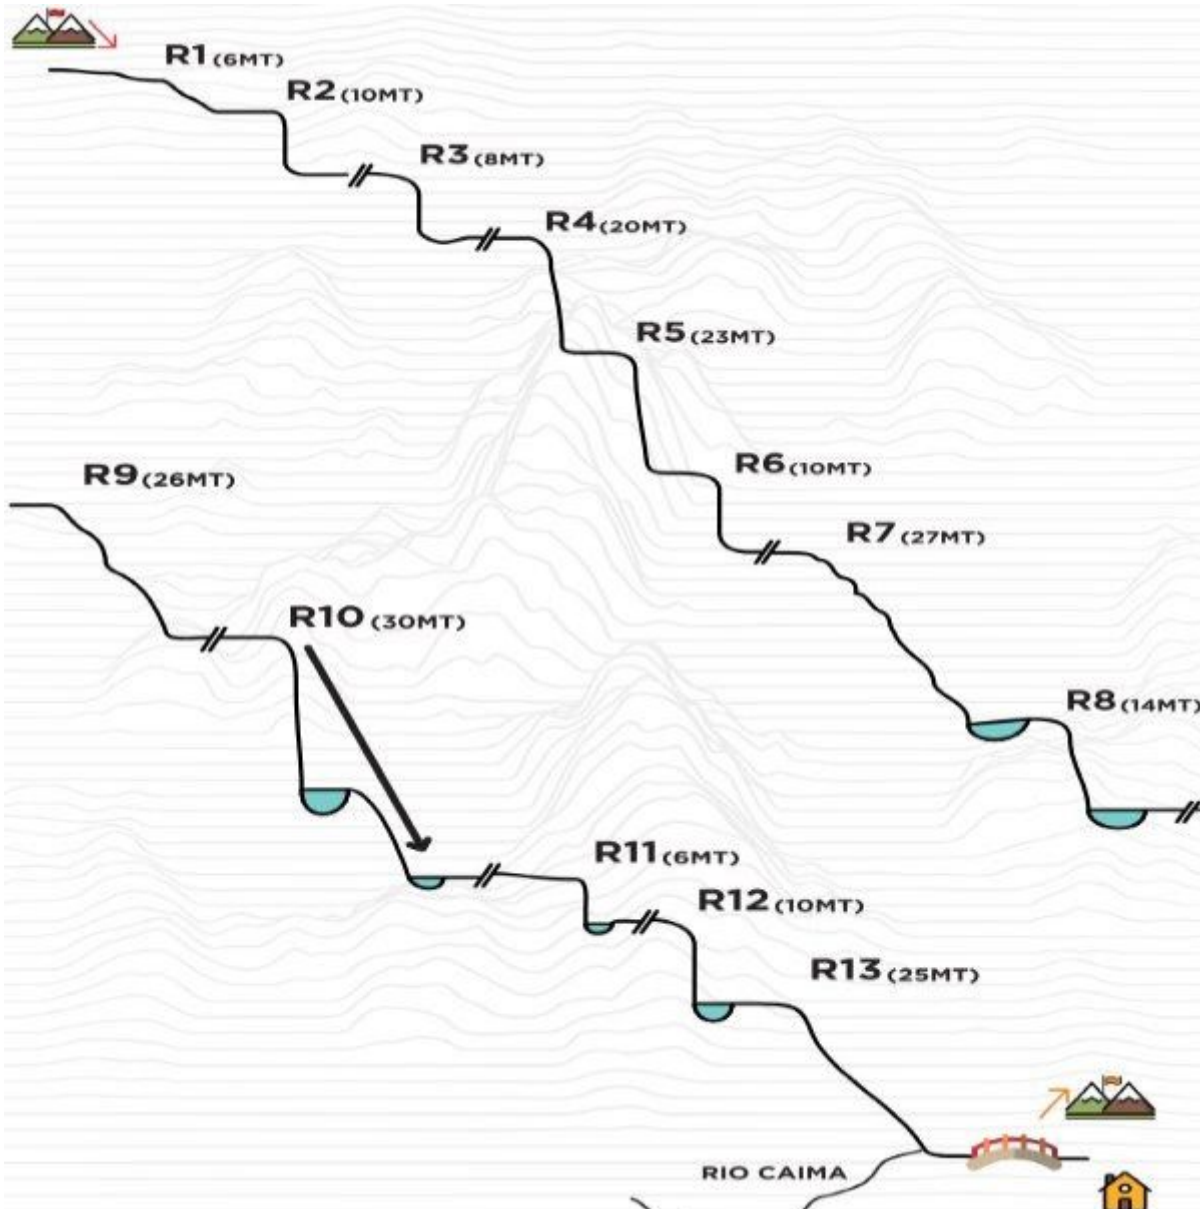 R1 (6MT)
R2 (10MT)
R3 (8MT)
R4 (20MT)
R5 (23MT)
R6 (10MT)
R7 (27MT)
R8 (14MT)
R9 (26MT)
R10 (30MT)
R11 (6MT)
R12 (10MT)
R13 (25MT)
RIO CAIMA